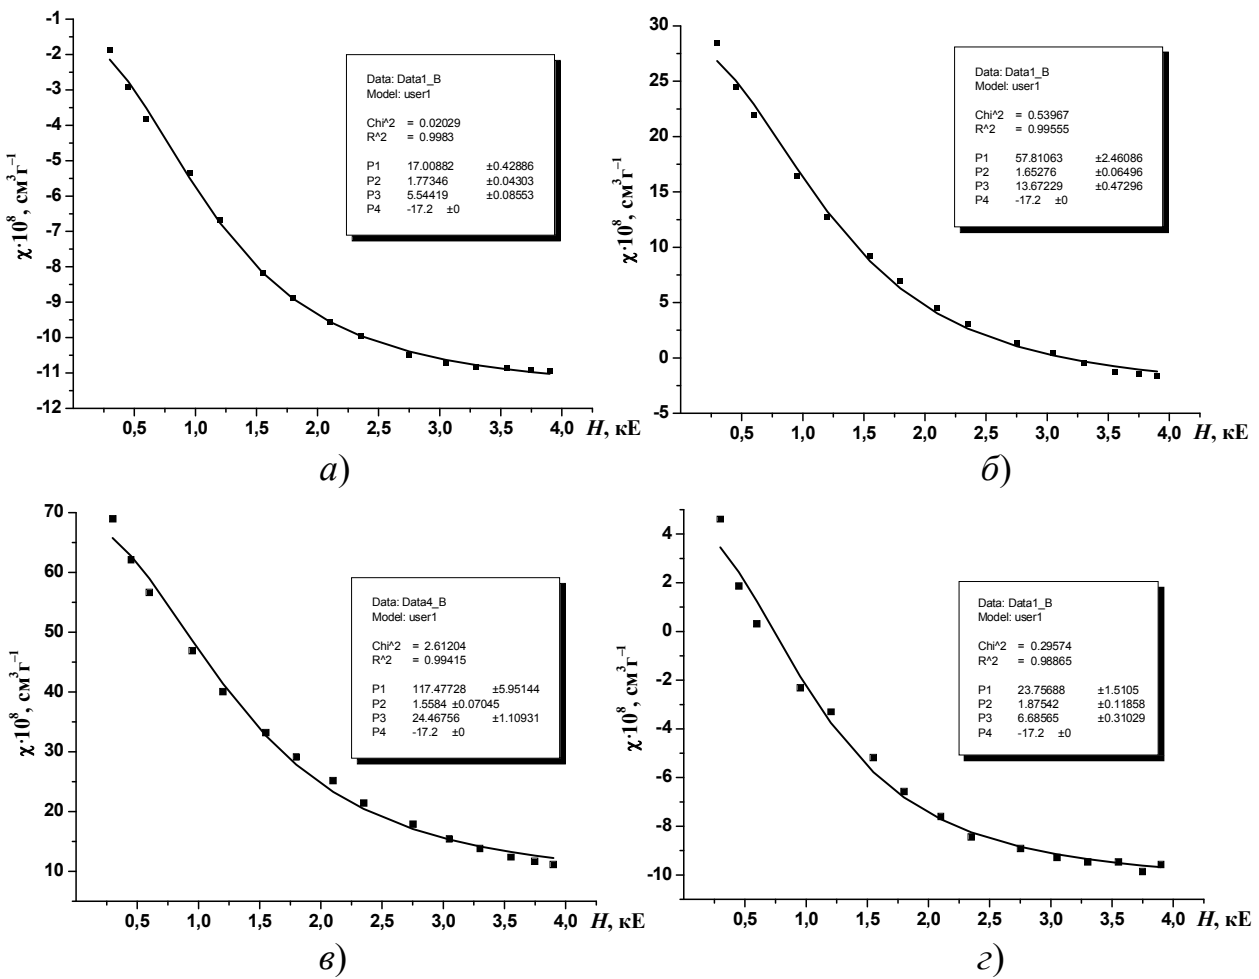 -1
-2
-3
-4
-5
-6
-7
-8
-9
-10
-11
-12
χ·10⁸, см³г⁻¹
Data: Data1_B
Model: user1
Chi^2 = 0.02029
R^2 = 0.9983
P1 17.00882 ±0.42886
P2 1.77346 ±0.04303
P3 5.54419 ±0.08553
P4 -17.2 ±0
0,5 1,0 1,5 2,0 2,5 3,0 3,5 4,0 H, кЕ
а)
30
25
20
15
10
5
0
-5
χ·10⁸, см³г⁻¹
Data: Data1_B
Model: user1
Chi^2 = 0.53967
R^2 = 0.99555
P1 57.81063 ±2.46086
P2 1.65276 ±0.06496
P3 13.67229 ±0.47296
P4 -17.2 ±0
0,5 1,0 1,5 2,0 2,5 3,0 3,5 4,0 H, кЕ
б)
70
60
50
40
30
20
10
χ·10⁸, см³г⁻¹
Data: Data4_B
Model: user1
Chi^2 = 2.61204
R^2 = 0.99415
P1 117.47728 ±5.95144
P2 1.5584 ±0.07045
P3 24.46756 ±1.10931
P4 -17.2 ±0
0,5 1,0 1,5 2,0 2,5 3,0 3,5 4,0 H, кЕ
в)
4
2
0
-2
-4
-6
-8
-10
χ·10⁸, см³г⁻¹
Data: Data1_B
Model: user1
Chi^2 = 0.29574
R^2 = 0.98865
P1 23.75688 ±1.5105
P2 1.87542 ±0.11858
P3 6.68565 ±0.31029
P4 -17.2 ±0
0,5 1,0 1,5 2,0 2,5 3,0 3,5 4,0 H, кЕ
г)